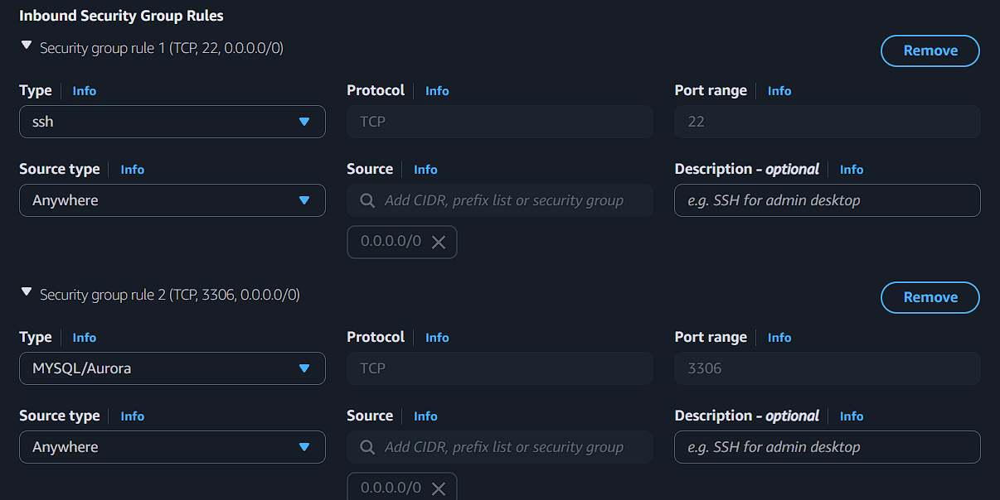 Inbound Security Group Rules
Security group rule 1 (TCP, 22, 0.0.0.0/0)
Remove
Type Info Protocol Info Port range Info
ssh TCP 22
Source type Info Source Info Description - optional Info
Anywhere Add CIDR, prefix list or security group e.g. SSH for admin desktop
0.0.0.0/0
Security group rule 2 (TCP, 3306, 0.0.0.0/0)
Remove
Type Info Protocol Info Port range Info
MYSQL/Aurora TCP 3306
Source type Info Source Info Description - optional Info
Anywhere Add CIDR, prefix list or security group e.g. SSH for admin desktop
0.0.0.0/0